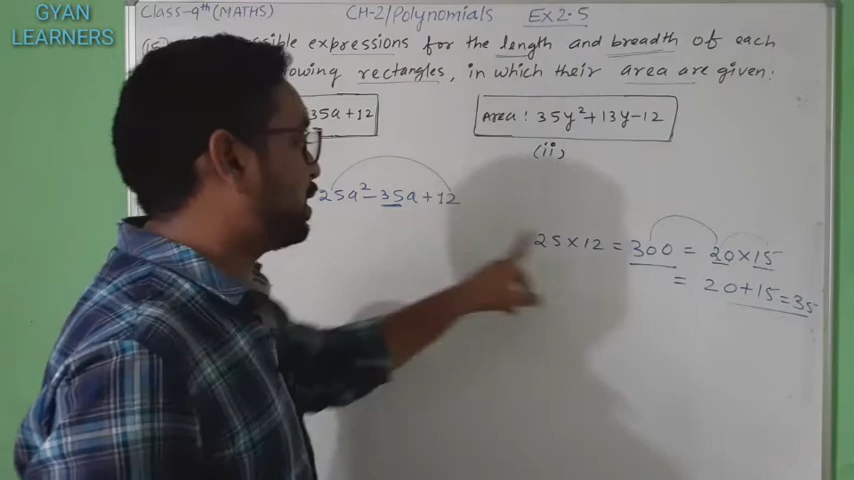 GYAN
LEARNERS
Class-9th (MATHS) CH-2/Polynomials Ex 2.5
expressions for the length and breadth of each
rectangles, in which their area are given:
35a+12
Area: 35y²+13y-12
(ii)
25a²-35a+12
25×12 = 300 = 20×15
= 20+15=35